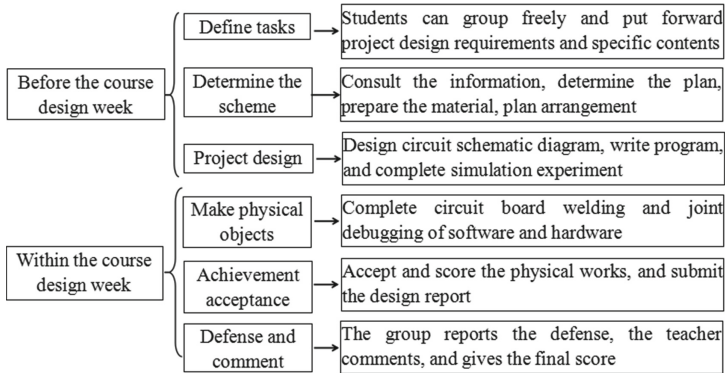 Before the course
design week
Define tasks
Students can group freely and put forward
project design requirements and specific contents
Determine the
scheme
Consult the information, determine the plan,
prepare the material, plan arrangement
Project design
Design circuit schematic diagram, write program,
and complete simulation experiment
Within the course
design week
Make physical
objects
Complete circuit board welding and joint
debugging of software and hardware
Achievement
acceptance
Accept and score the physical works, and submit
the design report
Defense and
comment
The group reports the defense, the teacher
comments, and gives the final score